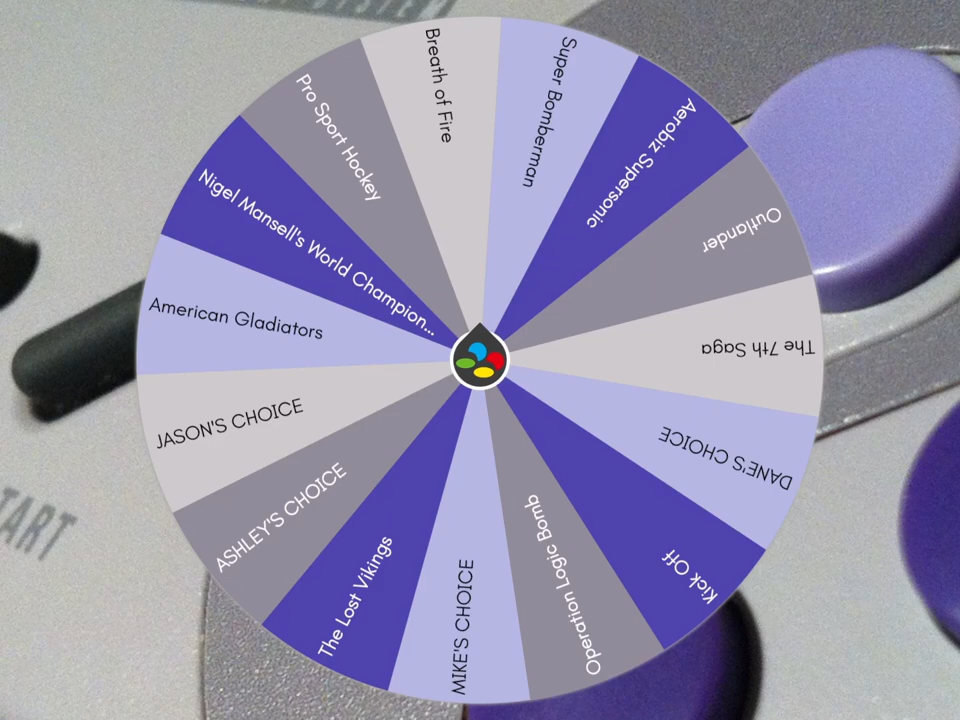 Breath of Fire
Super Bomberman
Aerobiz Supersonic
Outlander
The 7th Saga
DANE'S CHOICE
Kick Off
Operation Logic Bomb
MIKE'S CHOICE
The Lost Vikings
ASHLEY'S CHOICE
JASON'S CHOICE
American Gladiators
Nigel Mansell's World Champion...
Pro Sport Hockey
TART